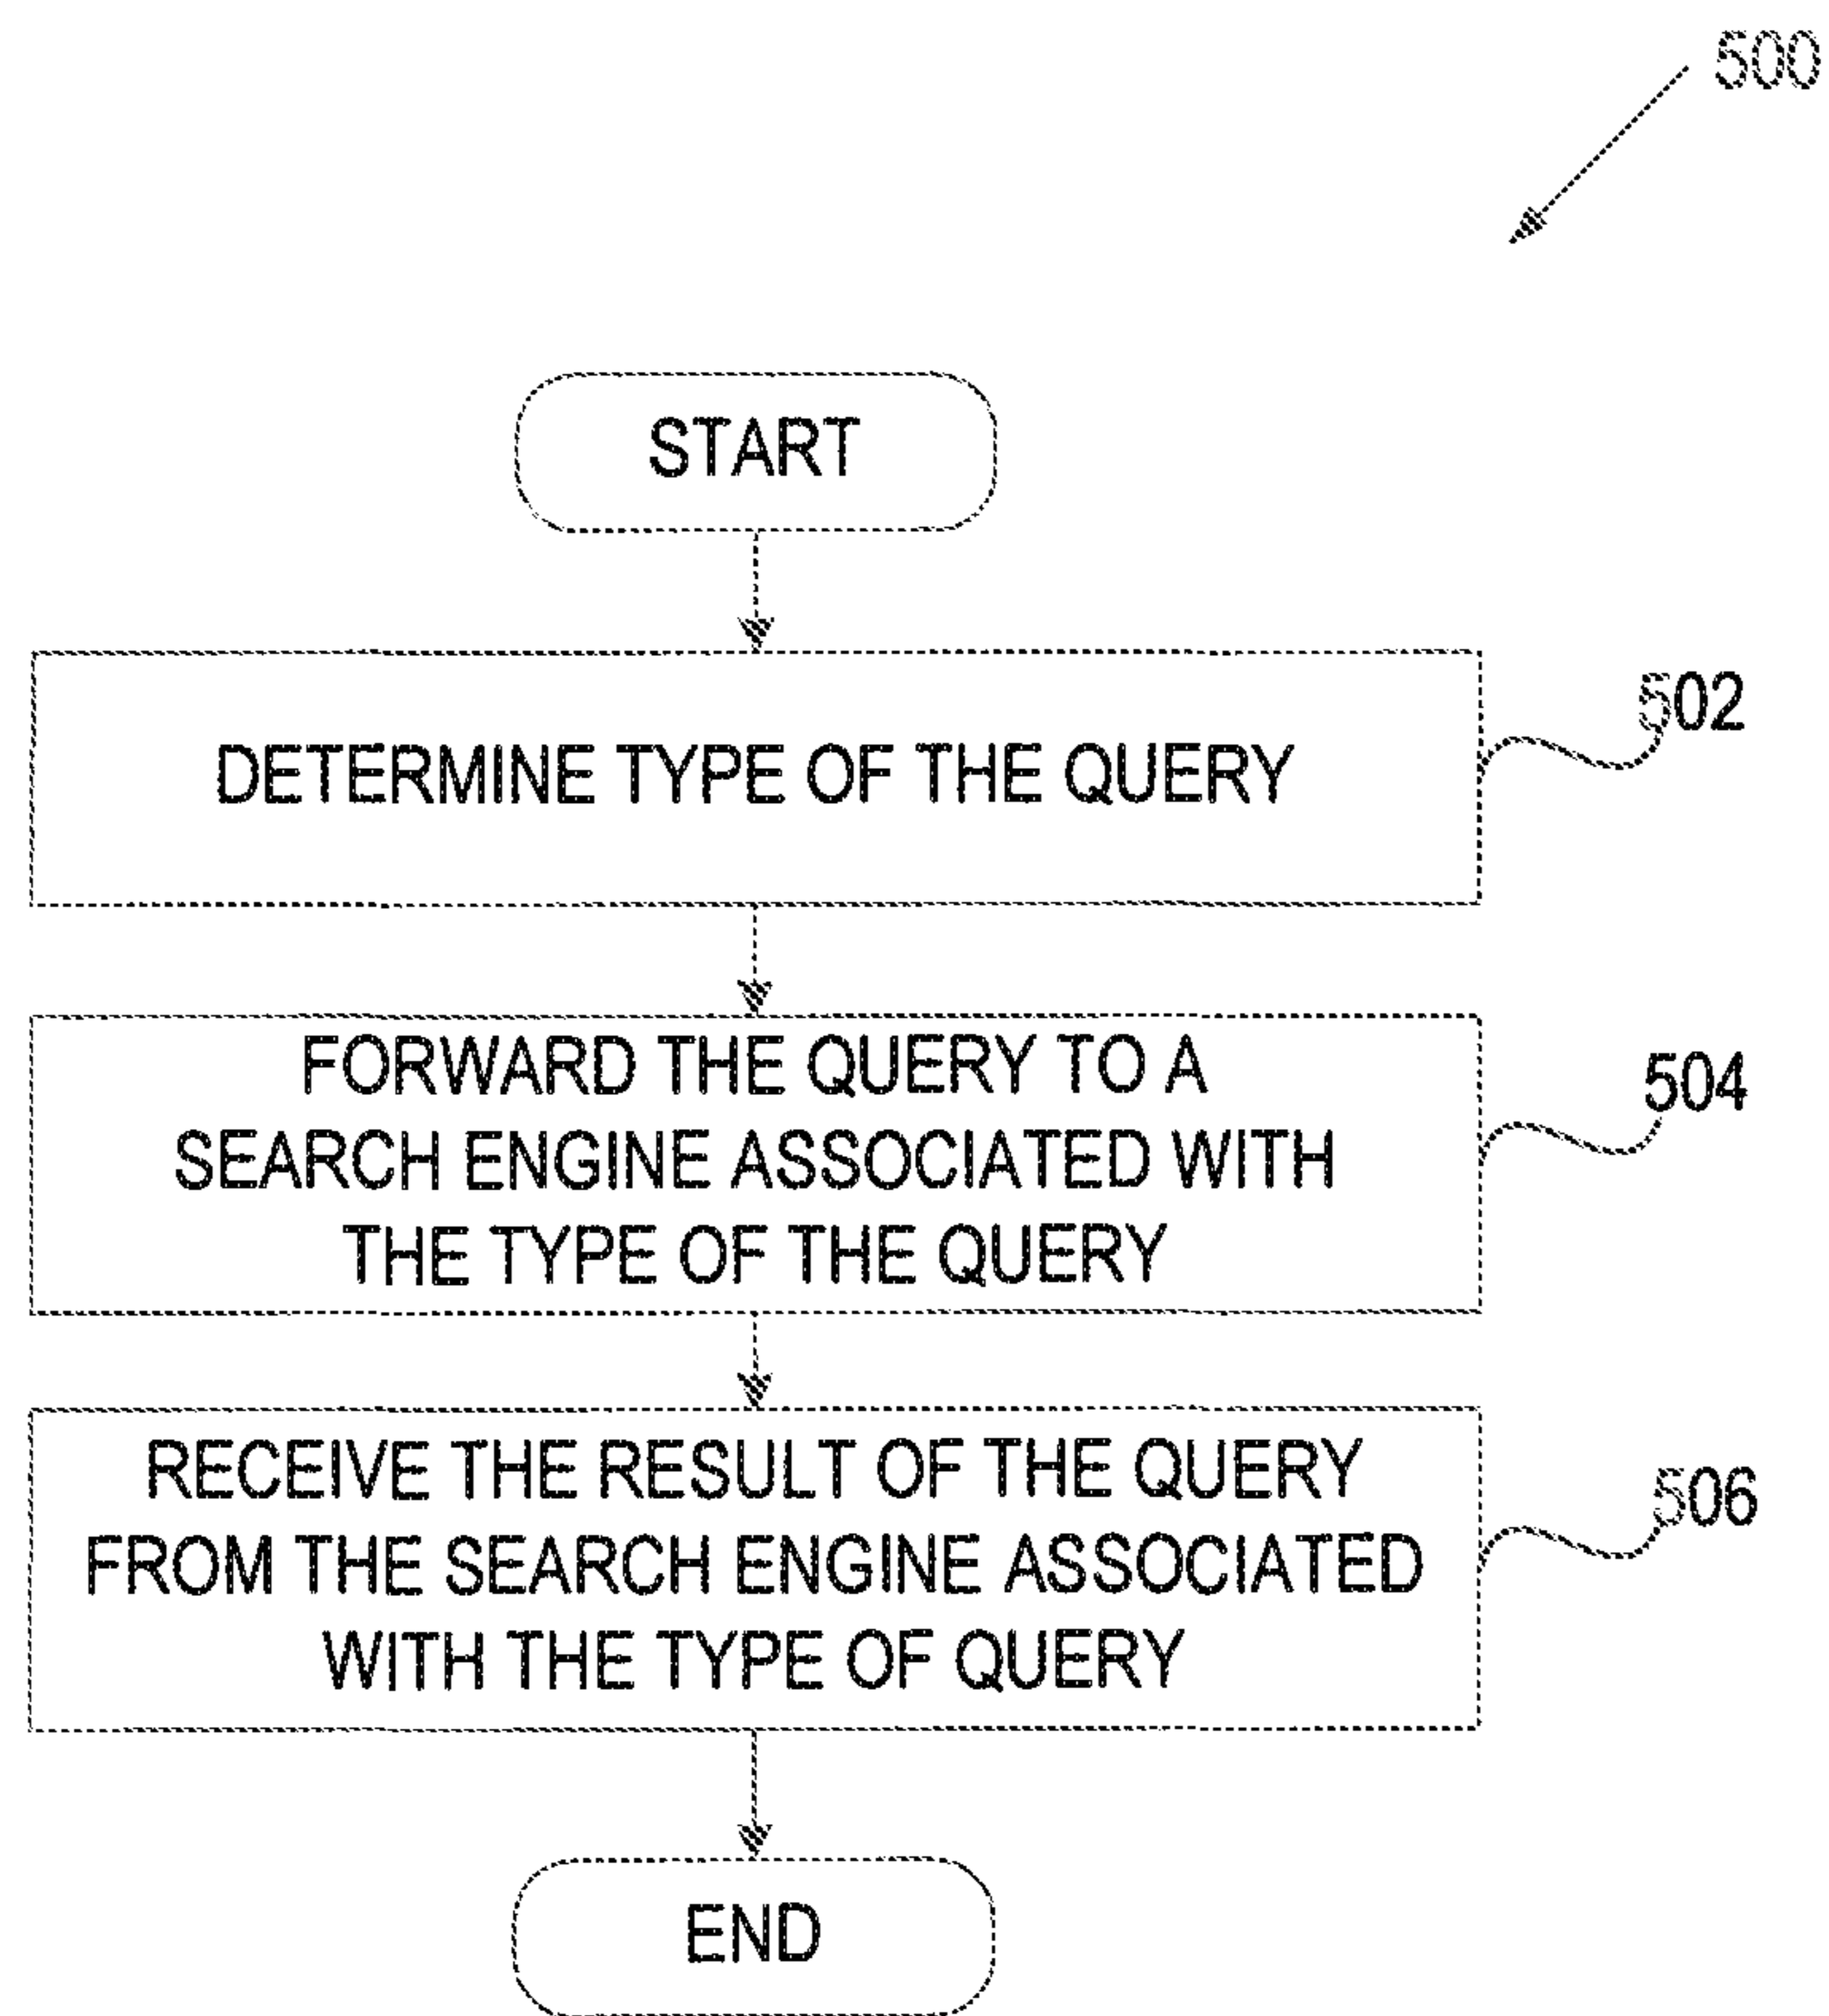 500
START
DETERMINE TYPE OF THE QUERY
502
FORWARD THE QUERY TO A
SEARCH ENGINE ASSOCIATED WITH
THE TYPE OF THE QUERY
504
RECEIVE THE RESULT OF THE QUERY
FROM THE SEARCH ENGINE ASSOCIATED
WITH THE TYPE OF QUERY
506
END